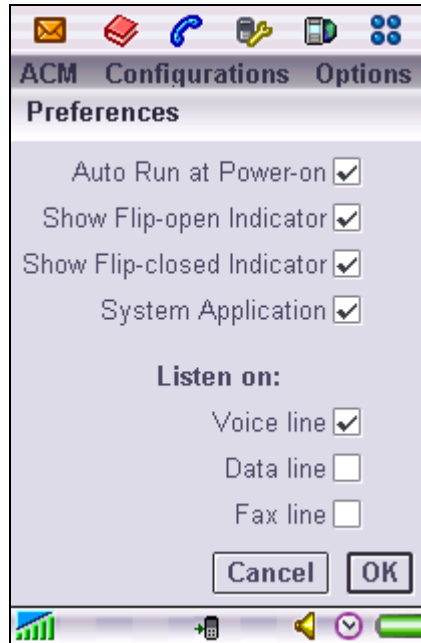 ACM Configurations Options
Preferences
Auto Run at Power-on
Show Flip-open Indicator
Show Flip-closed Indicator
System Application
Listen on:
Voice line
Data line
Fax line
Cancel OK